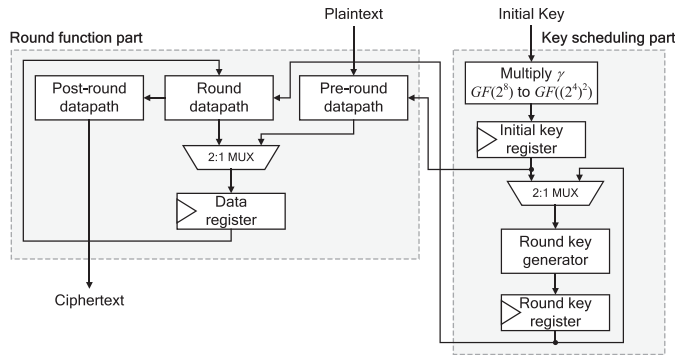 Plaintext
Initial Key
Round function part
Key scheduling part
Post-round
datapath
Round
datapath
Pre-round
datapath
Multiply γ
GF(2⁸) to GF((2⁴)²)
Initial key
register
2:1 MUX
2:1 MUX
Data
register
Round key
generator
Ciphertext
Round key
register